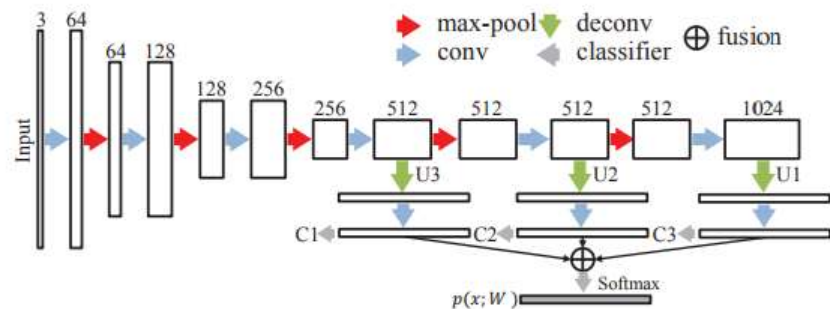 3 64 max-pool deconv fusion
conv classifier
64 128
128 256
256 512 512 512 512 1024
Input
U3 U2 U1
C1 C2 C3
Softmax
p(x; W)